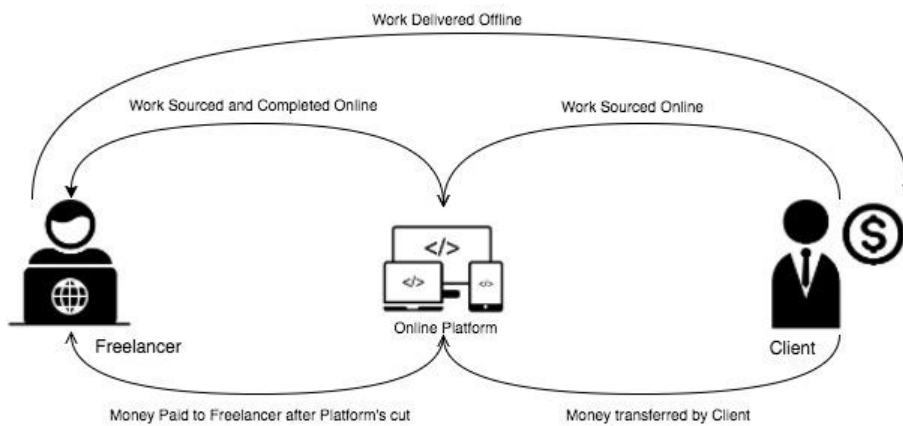 Work Delivered Offline
Work Sourced and Completed Online
Work Sourced Online
</>
</>
</>
$
Online Platform
Freelancer
Client
Money Paid to Freelancer after Platform's cut
Money transferred by Client